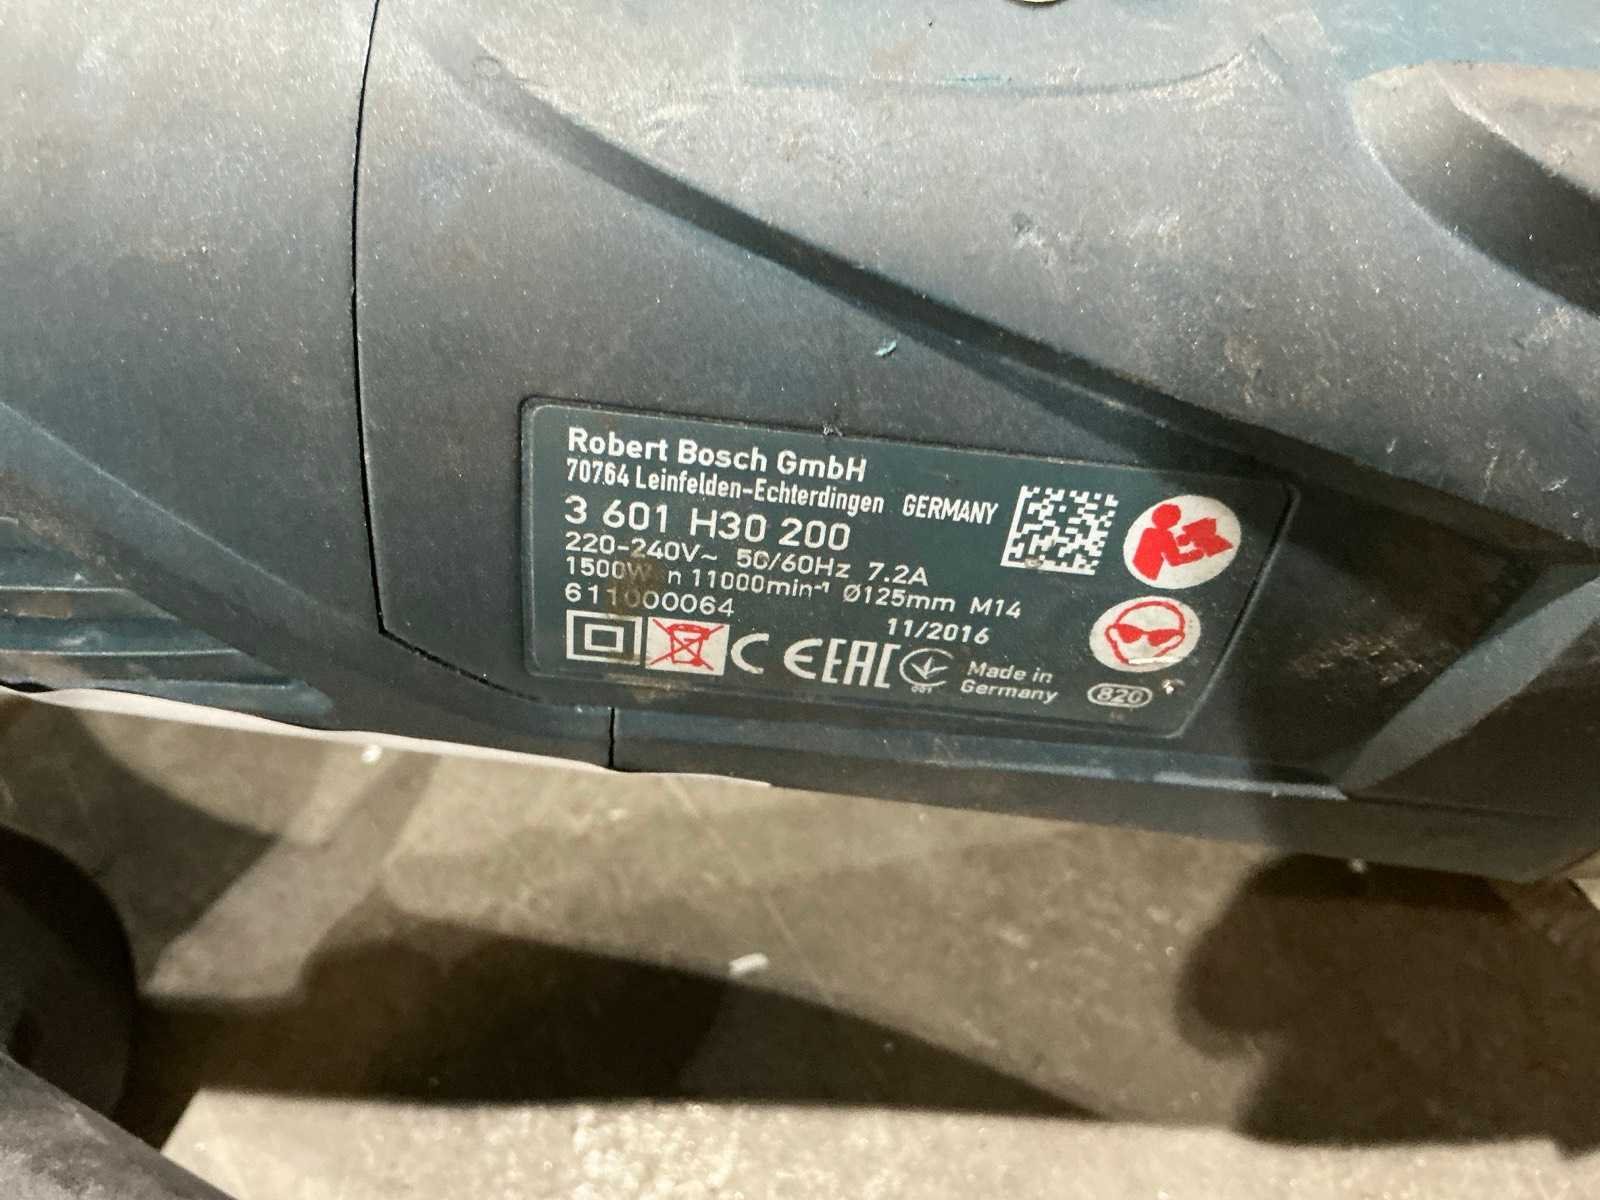 Robert Bosch GmbH
70764 Leinfelden-Echterdingen GERMANY
3 601 H30 200
220-240V~ 50/60Hz 7.2A
1500W n 11000min⁻¹ Ø125mm M14
611000064 11/2016
CE EAC Made in
Germany
820